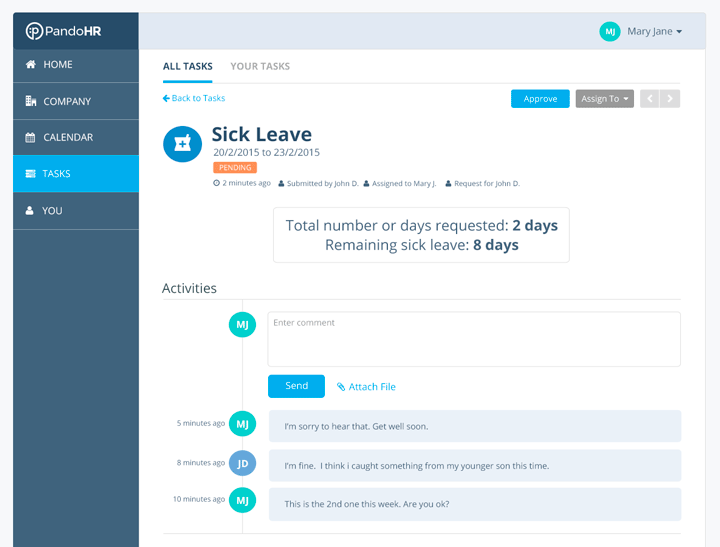 PandoHR
MJ Mary Jane
HOME
COMPANY
CALENDAR
TASKS
YOU
ALL TASKS YOUR TASKS
Back to Tasks
Approve Assign To
Sick Leave
20/2/2015 to 23/2/2015
PENDING
2 minutes ago Submitted by John D. Assigned to Mary J. Request for John D.
Total number or days requested: 2 days
Remaining sick leave: 8 days
Activities
MJ Enter comment
Send Attach File
5 minutes ago MJ I'm sorry to hear that. Get well soon.
8 minutes ago JD I'm fine. I think i caught something from my younger son this time.
10 minutes ago MJ This is the 2nd one this week. Are you ok?